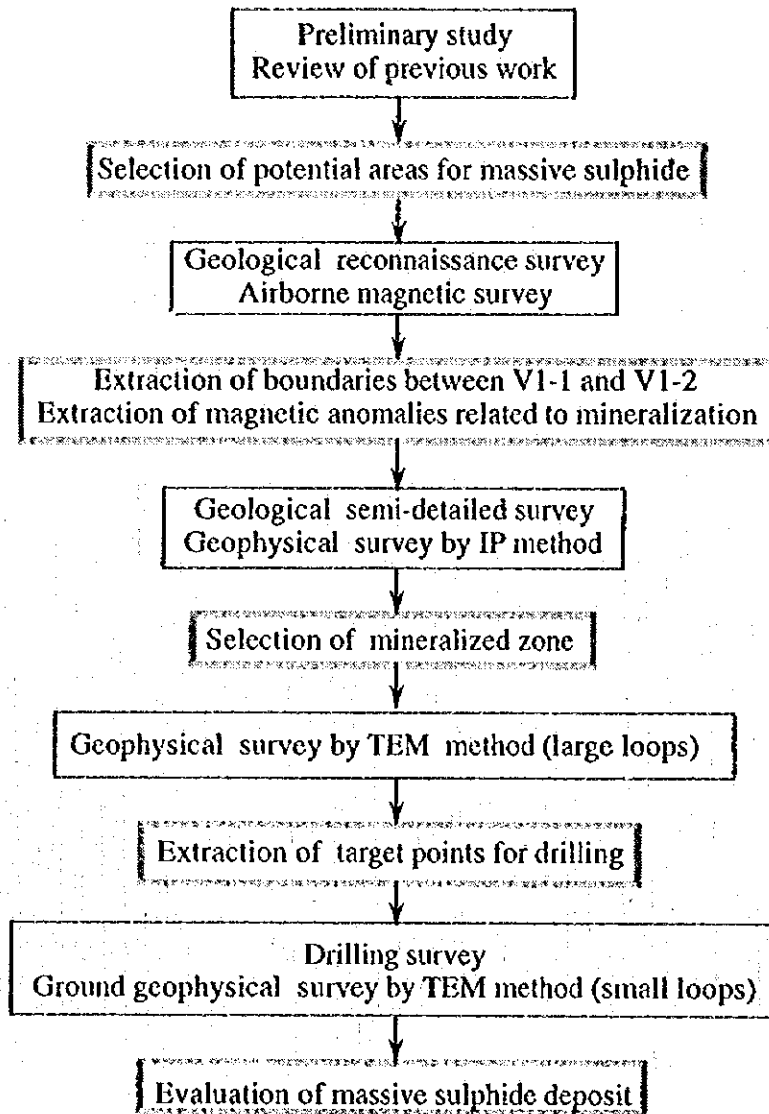 Preliminary study
Review of previous work
Selection of potential areas for massive sulphide
Geological reconnaissance survey
Airborne magnetic survey
Extraction of boundaries between V1-1 and V1-2
Extraction of magnetic anomalies related to mineralization
Geological semi-detailed survey
Geophysical survey by IP method
Selection of mineralized zone
Geophysical survey by TEM method (large loops)
Extraction of target points for drilling
Drilling survey
Ground geophysical survey by TEM method (small loops)
Evaluation of massive sulphide deposit